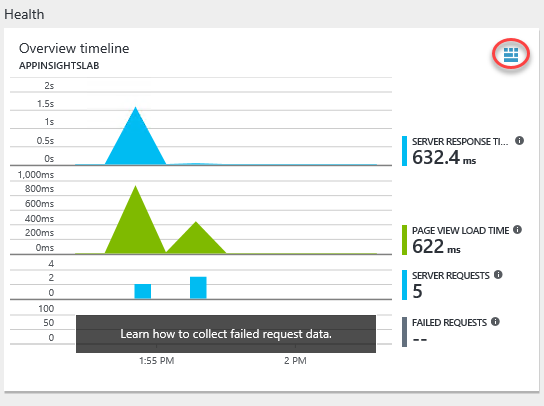 Health
Overview timeline
APPINSIGHTSLAB
2s
1.5s
1s
0.5s
0s
SERVER RESPONSE TI...
632.4 ms
1,000ms
800ms
600ms
400ms
200ms
0ms
PAGE VIEW LOAD TIME
622 ms
4
2
0
SERVER REQUESTS
5
100
50
0
FAILED REQUESTS
--
Learn how to collect failed request data.
1:55 PM
2 PM